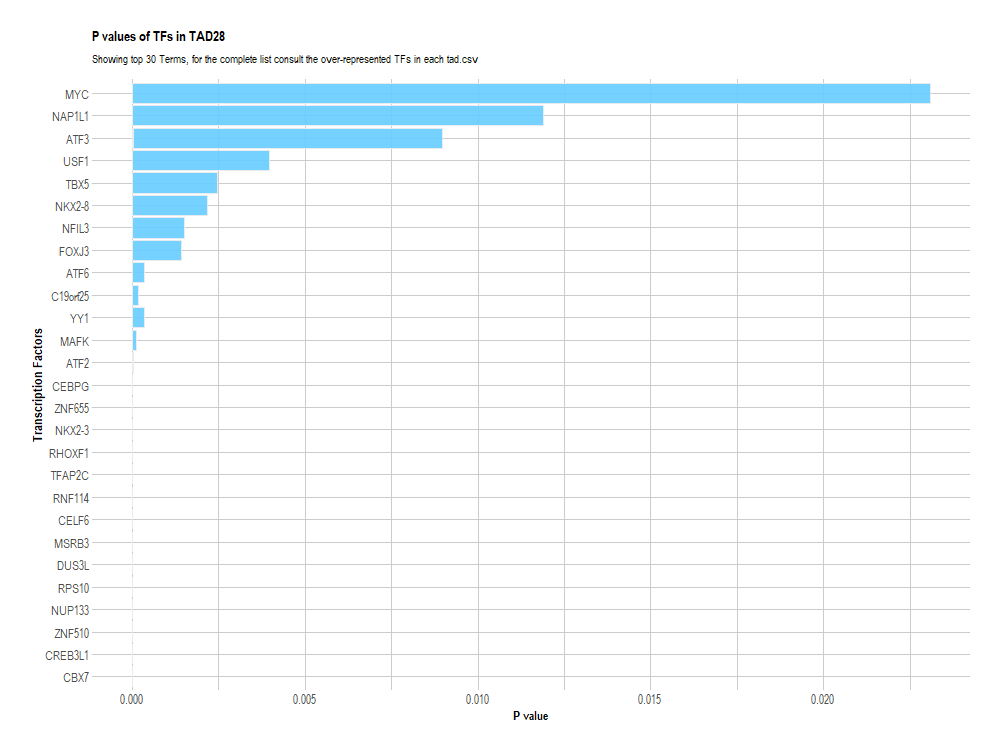 P values of TFs in TAD28
Showing top 30 Terms, for the complete list consult the over-represented TFs in each tad.csv
Transcription Factors
MYC
NAP1L1
ATF3
USF1
TBX5
NKX2-8
NFIL3
FOXJ3
ATF6
C19orf25
YY1
MAFK
ATF2
CEBPG
ZNF655
NKX2-3
RHOXF1
TFAP2C
RNF114
CELF6
MSRB3
DUS3L
RPS10
NUP133
ZNF510
CREB3L1
CBX7
0.000 0.005 0.010 0.015 0.020
P value